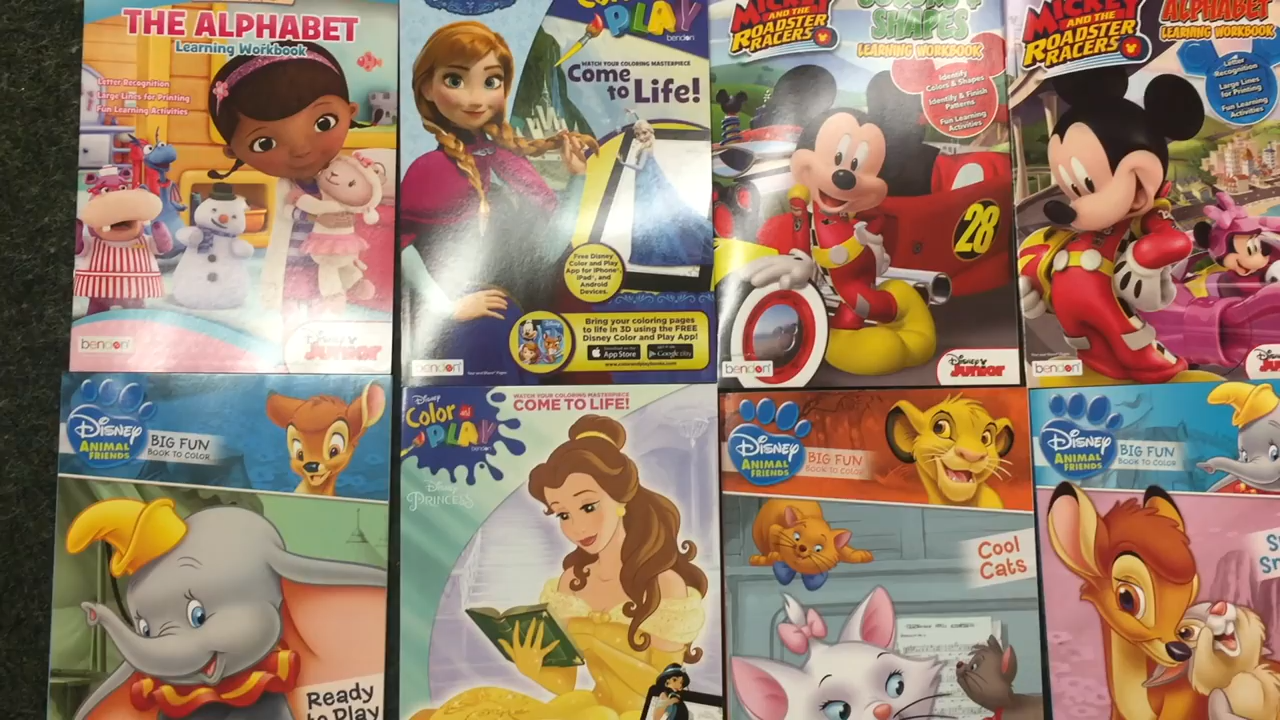 THE ALPHABET
Learning Workbook
Letter Recognition
Large Lines for Printing
Fun Learning Activities
bendon
Disney
JUNIOR
PLAY
bendon
WATCH YOUR COLORING MASTERPIECE
Come
to Life!
Free Disney
Color and Play
App for iPhone,
iPad, and
Android
Devices.
Bring your coloring pages
to life in 3D using the FREE
Disney Color and Play App!
App Store
Google play
bendon
MICKEY
AND THE
ROADSTER
RACERS
SHAPES
LEARNING WORKBOOK
Identify
Colors & Shapes
Identify & Finish
Patterns
Fun Learning
Activities
28
bendon
Disney
JUNIOR
MICKEY
AND THE
ROADSTER
RACERS
ALPHABET
LEARNING WORKBOOK
Letter
Recognition
Large Lines
for Printing
Fun Learning
Activities
bendon
Disney
ANIMAL
FRIENDS
BIG FUN
BOOK TO COLOR
Ready
to Play
Disney
Color and
PLAY
bendon
WATCH YOUR COLORING MASTERPIECE
COME TO LIFE!
Disney
PRINCESS
Disney
ANIMAL
FRIENDS
BIG FUN
BOOK TO COLOR
Cool
Cats
Disney
ANIMAL
FRIENDS
BIG FUN
BOOK TO COLOR